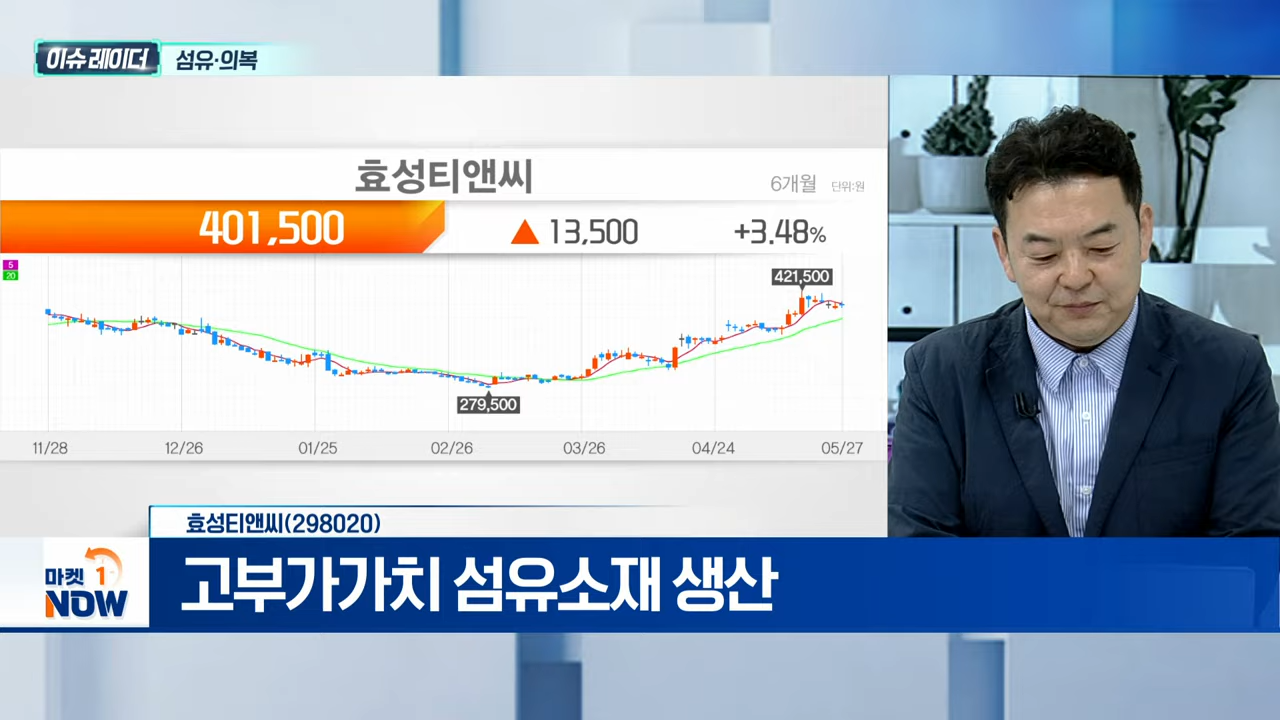 이슈 레이더 섬유·의복
효성티앤씨
6개월 단위:원
401,500 ▲ 13,500 +3.48%
5
20
421,500
279,500
11/28 12/26 01/25 02/26 03/26 04/24 05/27
효성티앤씨(298020)
마켓 1
NOW
고부가가치 섬유소재 생산